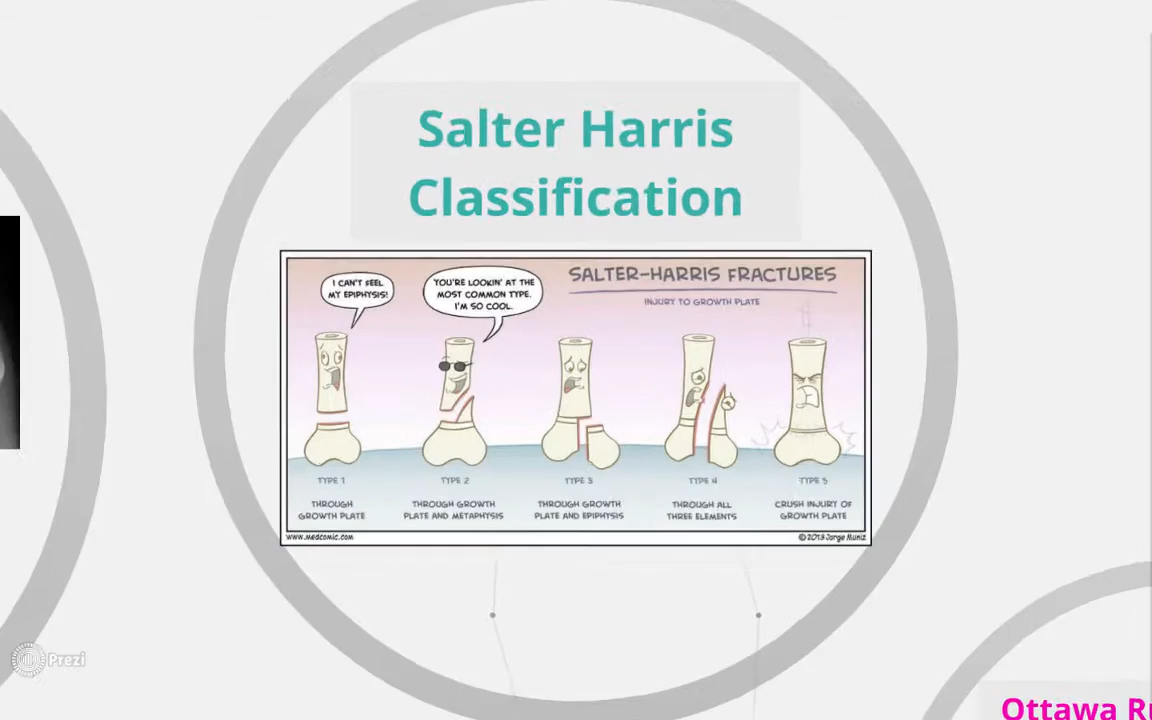 Salter Harris
Classification
I CAN'T FEEL
MY EPIPHYSIS!
YOU'RE LOOKIN' AT THE
MOST COMMON TYPE.
I'M SO COOL.
SALTER-HARRIS FRACTURES
INJURY TO GROWTH PLATE
TYPE 1
THROUGH
GROWTH PLATE
TYPE 2
THROUGH GROWTH
PLATE AND METAPHYSIS
TYPE 3
THROUGH GROWTH
PLATE AND EPIPHYSIS
TYPE 4
THROUGH ALL
THREE ELEMENTS
TYPE 5
CRUSH INJURY OF
GROWTH PLATE
www.medcomic.com
© 2013 Jorge Muniz
Prezi
Ottawa